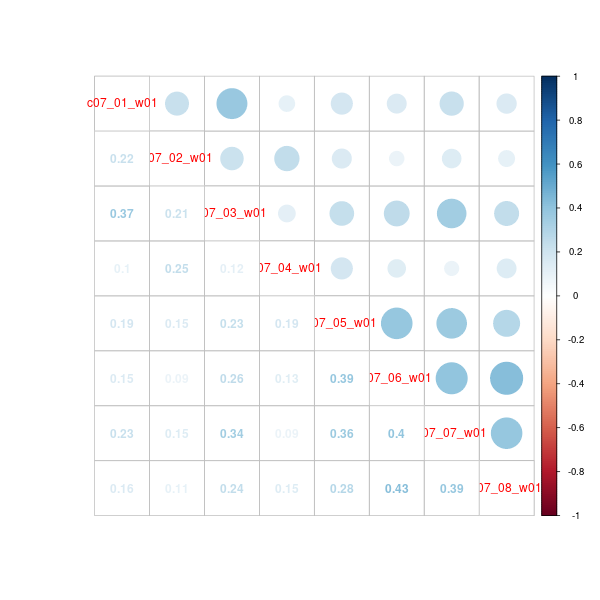 c07_01_w01
1
0.8
0.22 07_02_w01
0.6
0.37 0.21 07_03_w01
0.4
0.2
0.1 0.25 0.12 07_04_w01
0
0.19 0.15 0.23 0.19 07_05_w01
-0.2
0.15 0.09 0.26 0.13 0.39 07_06_w01
-0.4
0.23 0.15 0.34 0.09 0.36 0.4 07_07_w01
-0.6
-0.8
0.16 0.11 0.24 0.15 0.28 0.43 0.39 07_08_w01
-1